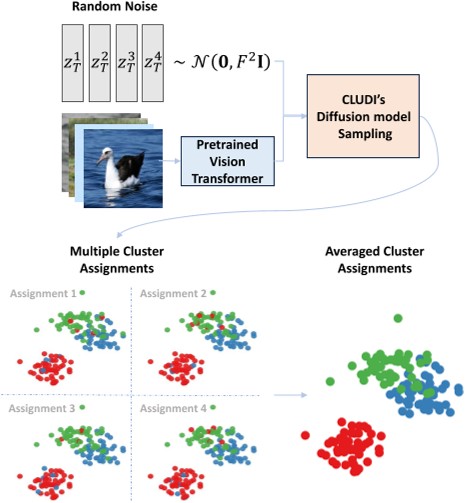 Random Noise
z_T^1 z_T^2 z_T^3 z_T^4 ~ 𝒩(𝟎, F²𝐈)
CLUDI's
Diffusion model
Sampling
Pretrained
Vision
Transformer
Multiple Cluster
Assignments
Averaged Cluster
Assignments
Assignment 1
Assignment 2
Assignment 3
Assignment 4